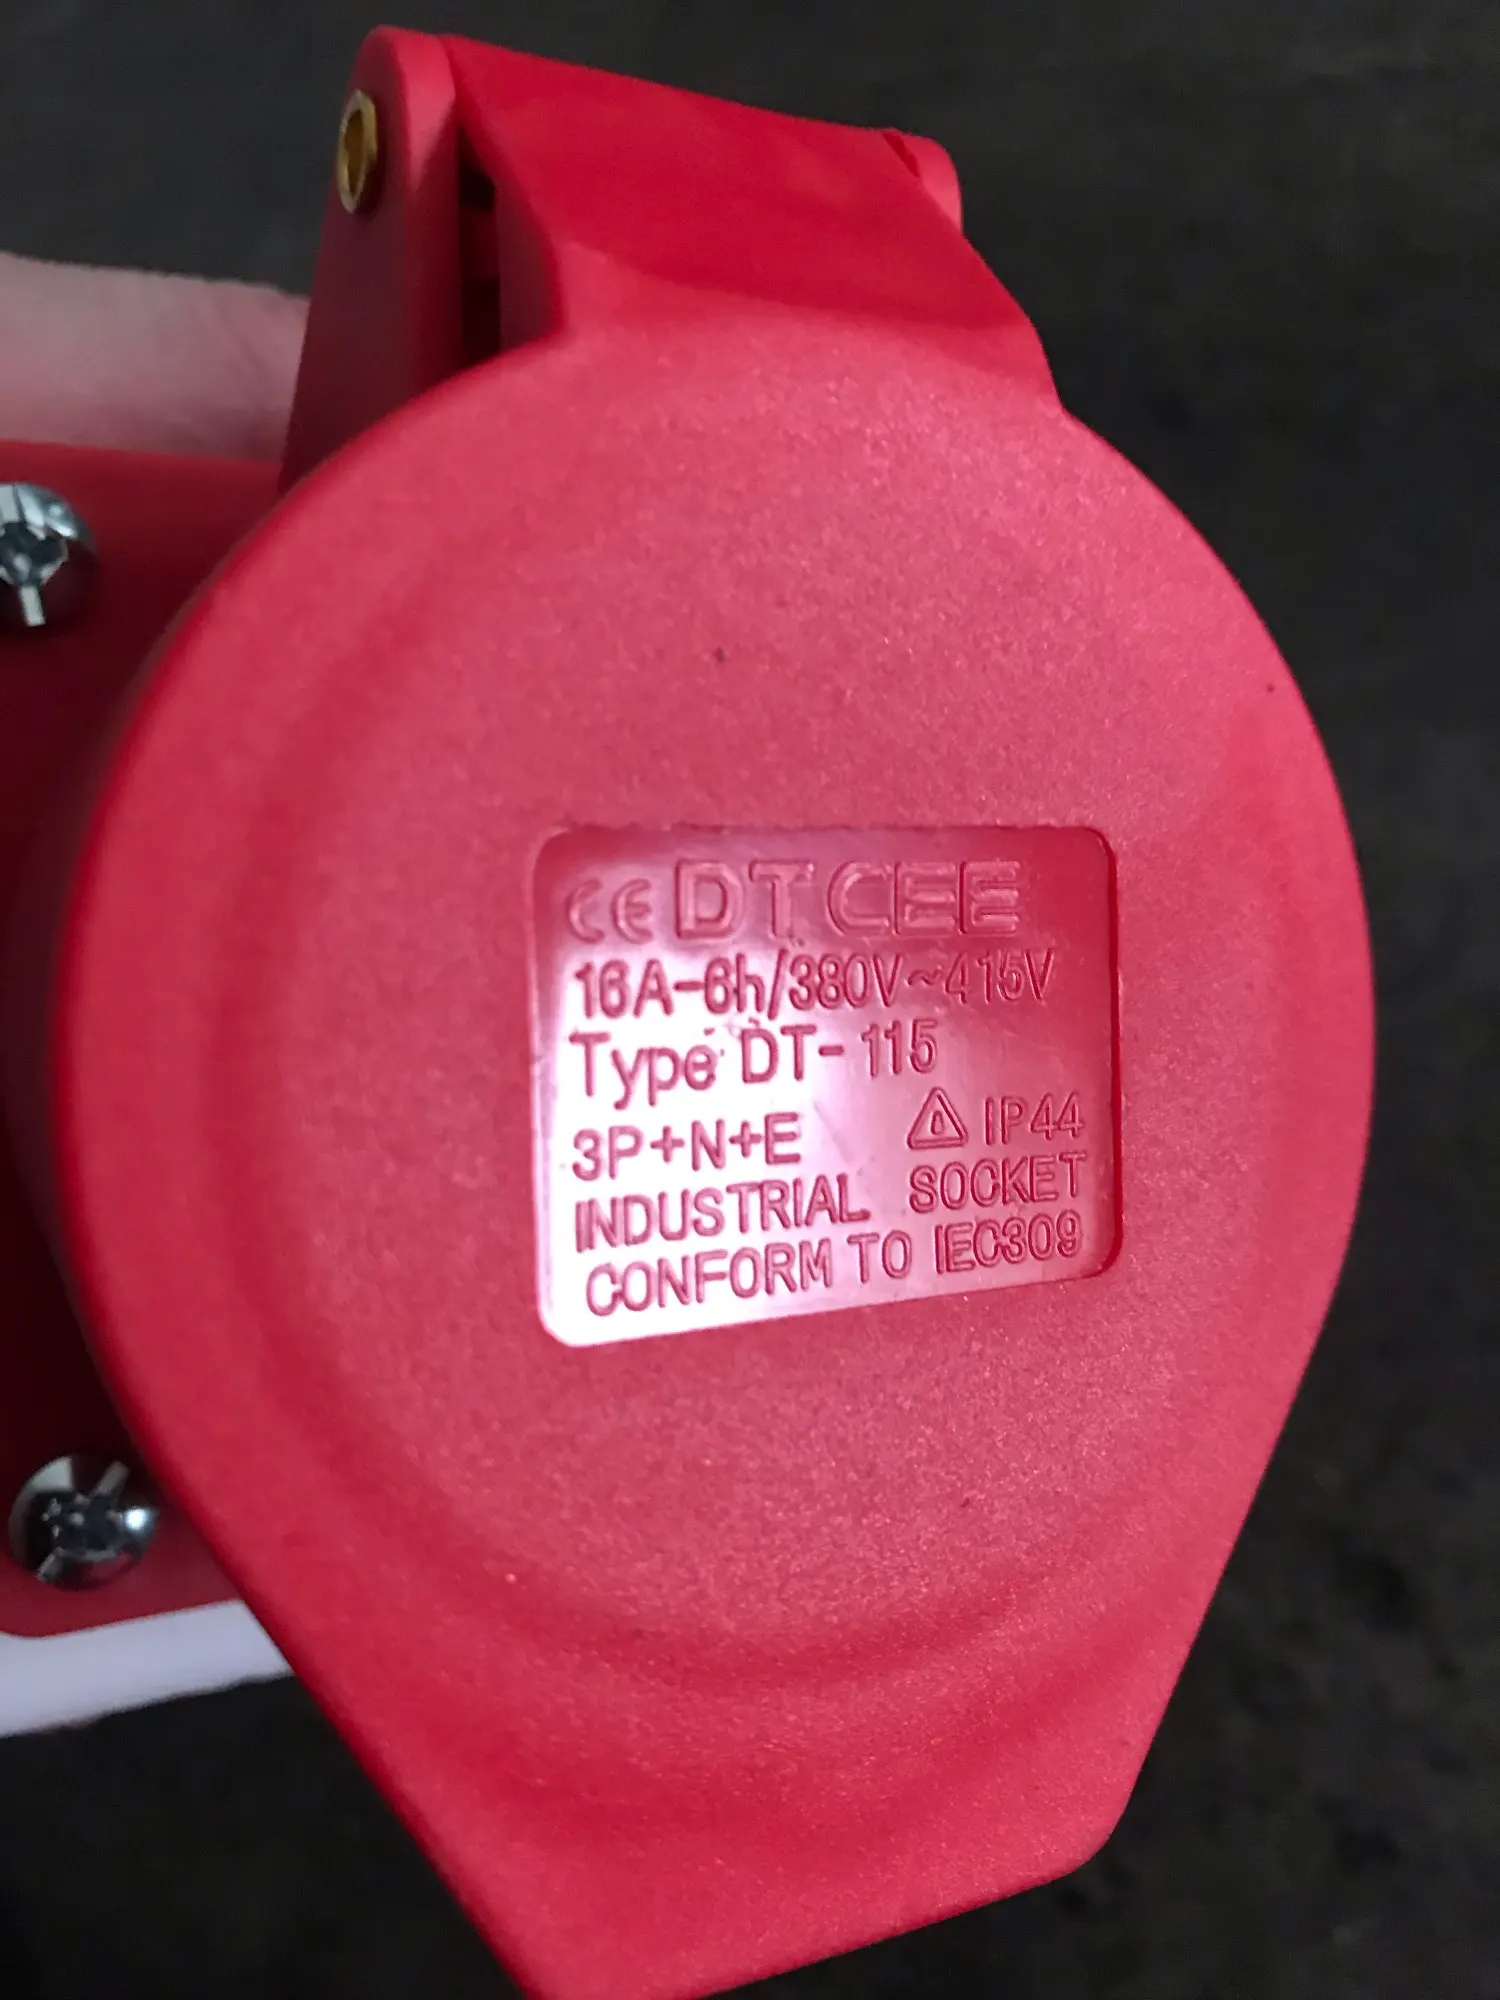 CE DT CEE
16A-6h/380V~415V
Type DT-115
3P+N+E IP44
INDUSTRIAL SOCKET
CONFORM TO IEC309